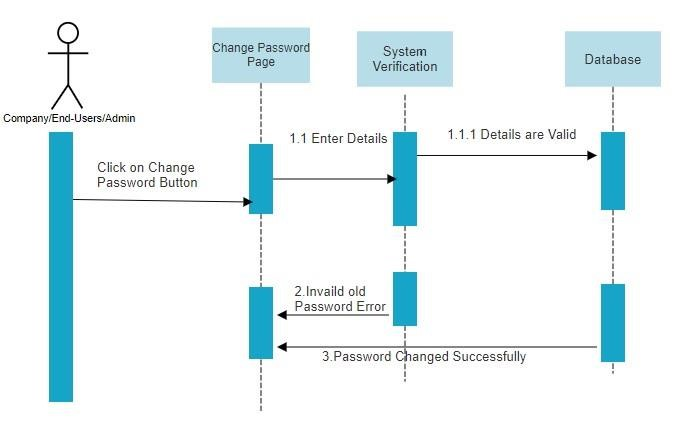 Change Password
Page
System
Verification
Database
Company/End-Users/Admin
1.1 Enter Details
1.1.1 Details are Valid
Click on Change
Password Button
2.Invaild old
Password Error
3.Password Changed Successfully